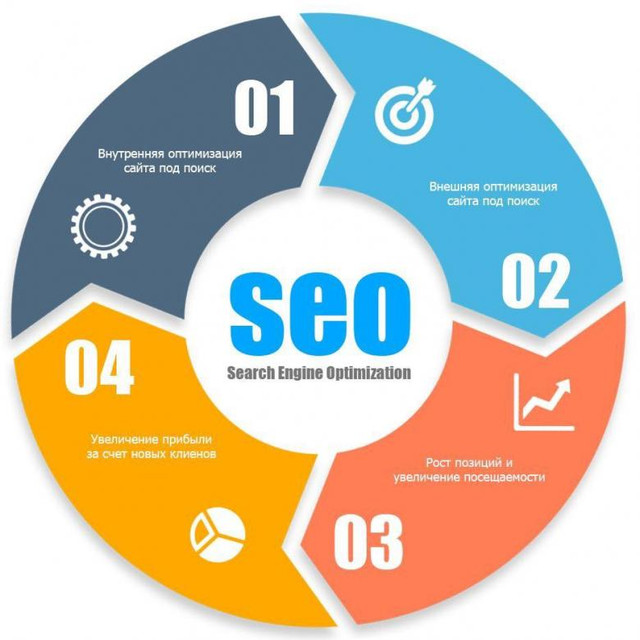 01
Внутренняя оптимизация
сайта под поиск
Внешняя оптимизация
сайта под поиск
02
seo
Search Engine Optimization
04
Увеличение прибыли
за счет новых клиенов
Рост позиций и
увеличение посещаемости
03